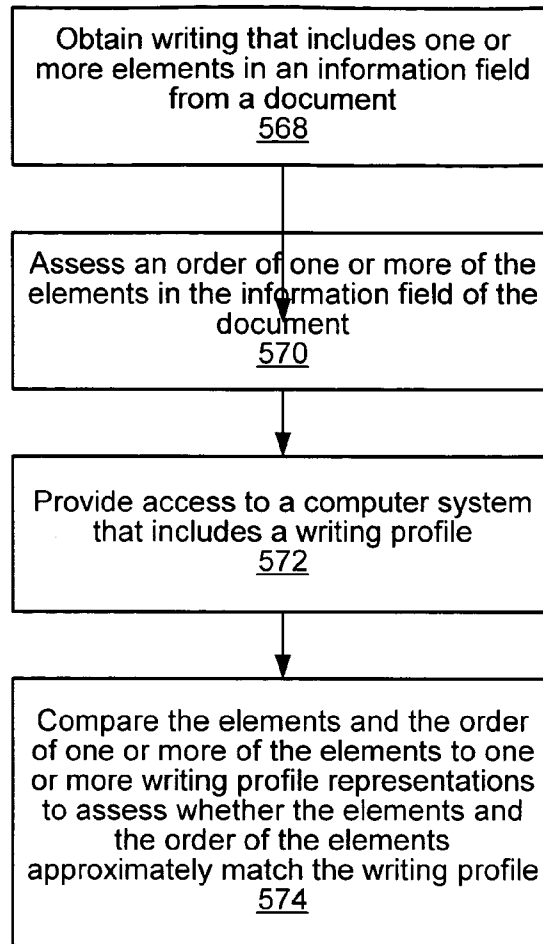 Obtain writing that includes one or
more elements in an information field
from a document
568
Assess an order of one or more of the
elements in the information field of the
document
570
Provide access to a computer system
that includes a writing profile
572
Compare the elements and the order
of one or more of the elements to one
or more writing profile representations
to assess whether the elements and
the order of the elements
approximately match the writing profile
574